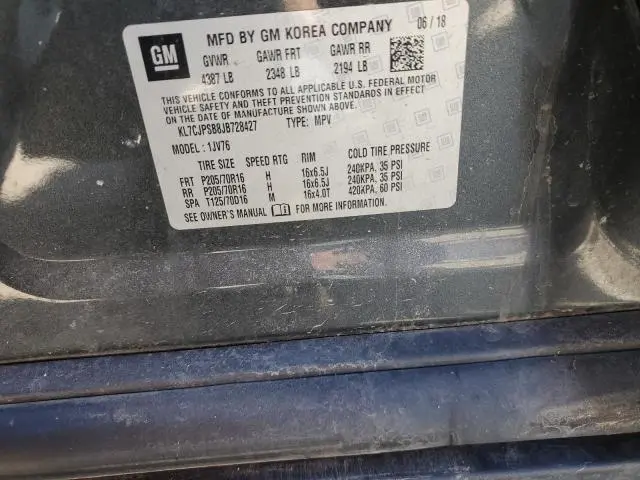 GM
MFD BY GM KOREA COMPANY 06/18
GVWR GAWR FRT GAWR RR
4387 LB 2348 LB 2194 LB
THIS VEHICLE CONFORMS TO ALL APPLICABLE U.S. FEDERAL MOTOR
VEHICLE SAFETY AND THEFT PREVENTION STANDARDS IN EFFECT
ON THE DATE OF MANUFACTURE SHOWN ABOVE.
KL7CJPSB8JB728427 TYPE: MPV
MODEL: 1JV76
TIRE SIZE SPEED RTG RIM COLD TIRE PRESSURE
FRT P205/70R16 H 16x6.5J 240KPA, 35 PSI
RR P205/70R16 H 16x6.5J 240KPA, 35 PSI
SPA T125/70D16 M 16x4.0T 420KPA, 60 PSI
SEE OWNER'S MANUAL FOR MORE INFORMATION.